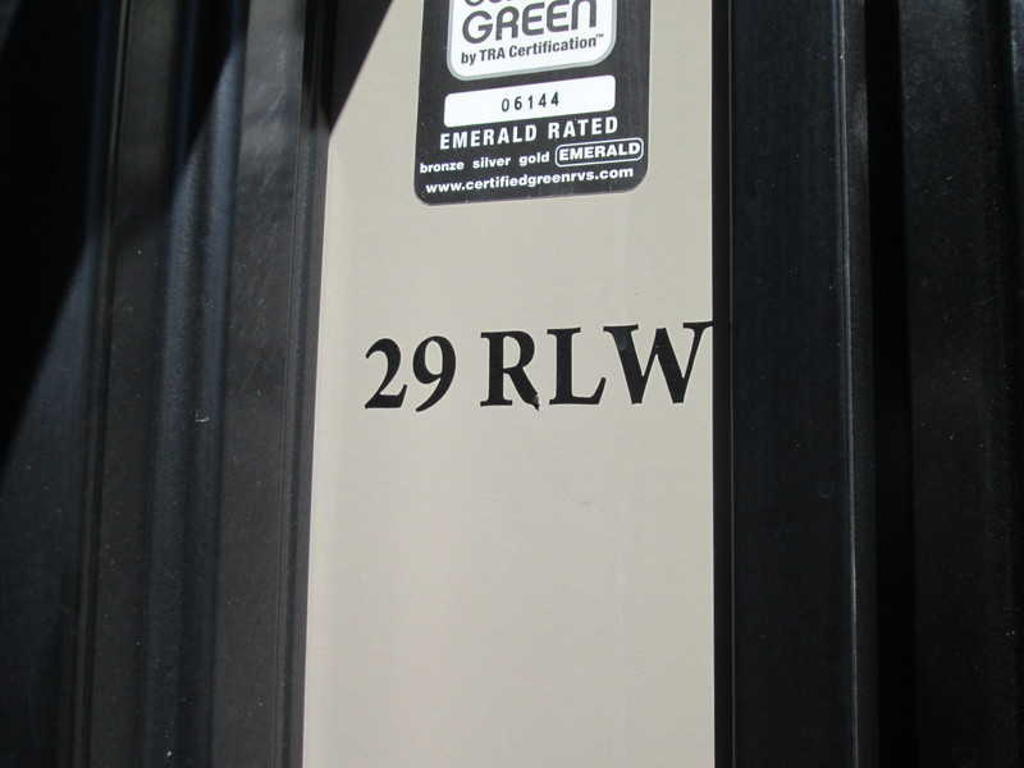 GREEN
by TRA Certification™
06144
EMERALD RATED
bronze silver gold EMERALD
www.certifiedgreenrvs.com
29 RLW